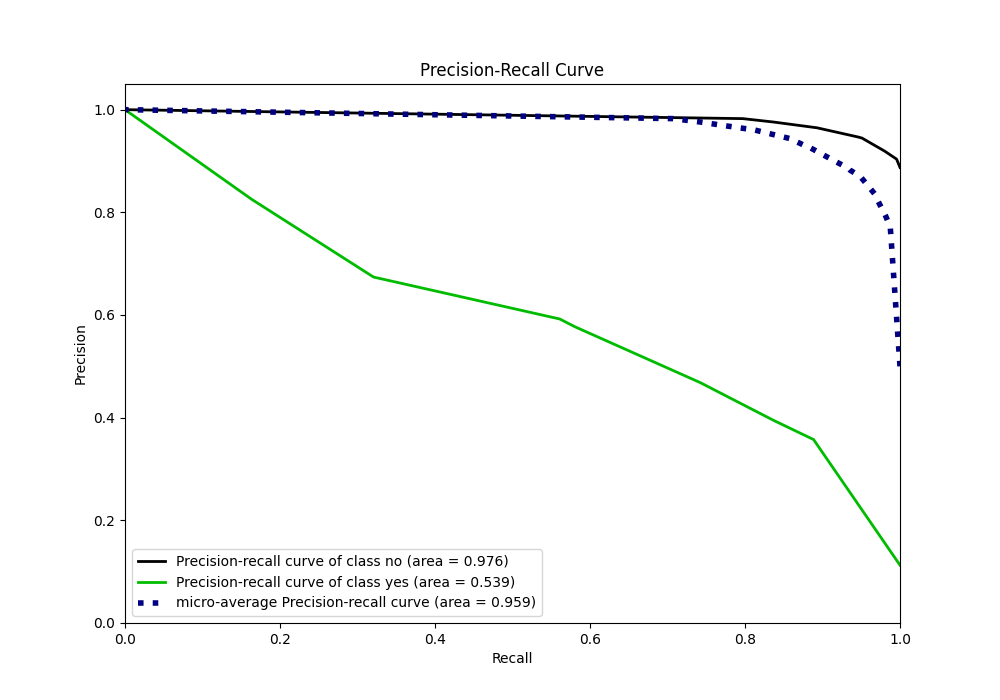 Precision-Recall Curve
1.0
0.8
0.6
0.4
0.2
0.0
Precision
Precision-recall curve of class no (area = 0.976)
Precision-recall curve of class yes (area = 0.539)
micro-average Precision-recall curve (area = 0.959)
0.0 0.2 0.4 0.6 0.8 1.0
Recall